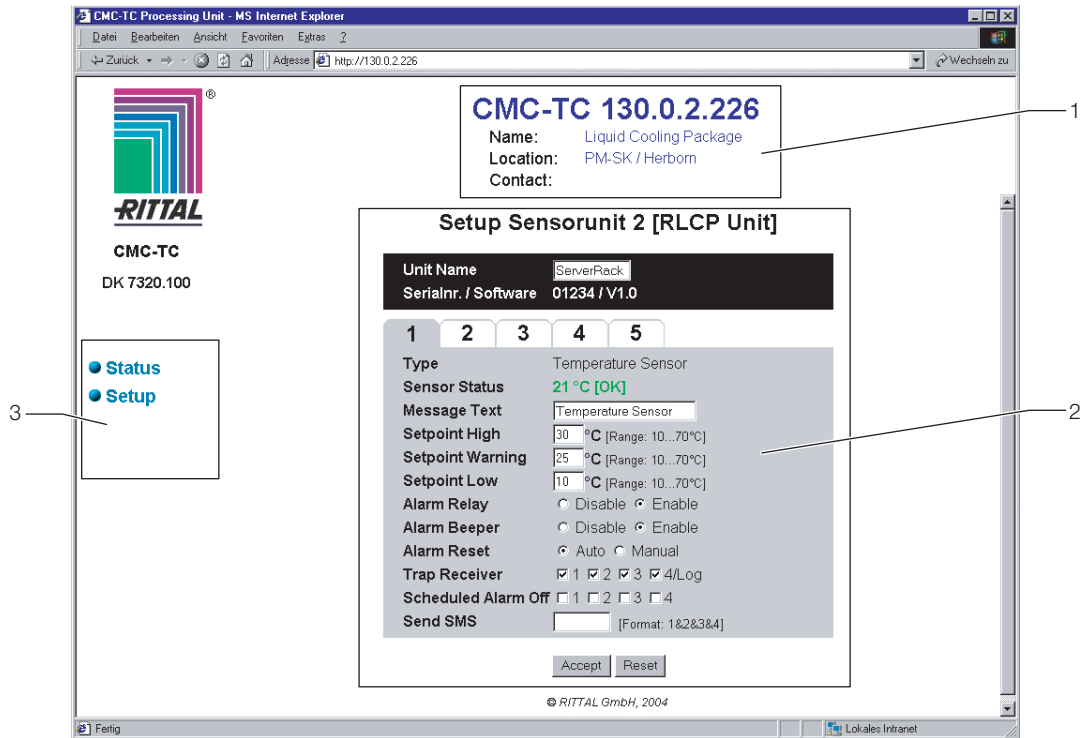 CMC-TC Processing Unit - MS Internet Explorer
Datei Bearbeiten Ansicht Favoriten Extras ?
Zurück Adresse http://130.0.2.226 Wechseln zu
®
RITTAL
CMC-TC
DK 7320.100
CMC-TC 130.0.2.226
Name: Liquid Cooling Package
Location: PM-SK / Herborn
Contact:
1
Setup Sensorunit 2 [RLCP Unit]
Unit Name ServerRack
Serialnr. / Software 01234 / V1.0
1 2 3 4 5
Type Temperature Sensor
Sensor Status 21 °C [OK]
Message Text Temperature Sensor
Setpoint High 30 °C [Range: 10...70°C]
Setpoint Warning 25 °C [Range: 10...70°C]
Setpoint Low 10 °C [Range: 10...70°C]
Alarm Relay Disable Enable
Alarm Beeper Disable Enable
Alarm Reset Auto Manual
Trap Receiver 1 2 3 4/Log
Scheduled Alarm Off 1 2 3 4
Send SMS [Format: 1&2&3&4]
Accept Reset
2
Status
Setup
3
© RITTAL GmbH, 2004
Fertig Lokales Intranet